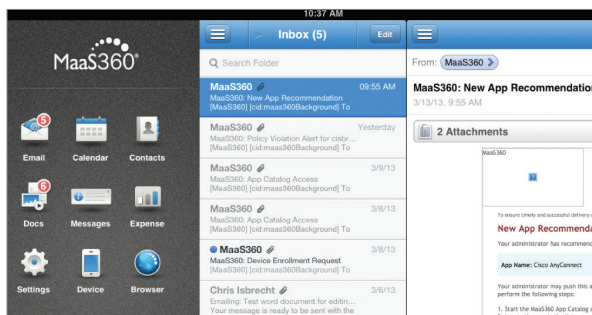 10:37 AM
MaaS360
5
Email
Calendar
Contacts
6
Docs
Messages
Expense
Settings
Device
Browser
Inbox (5)
Edit
Search Folder
MaaS360
09:55 AM
MaaS360: New App Recommendation
[MaaS360] [cid:maas360Background] To
MaaS360
Yesterday
MaaS360: Policy Violation Alert for cisbr...
[MaaS360] [cid:maas360Background] To
MaaS360
3/9/13
MaaS360: App Catalog Access
[MaaS360] [cid:maas360Background] To
MaaS360
3/8/13
MaaS360: App Catalog Access
[MaaS360] [cid:maas360Background] To
MaaS360
3/8/13
MaaS360: Device Enrollment Request
[MaaS360] [cid:maas360Background] To
Chris Isbrecht
3/6/13
Emailing: Test word document for editin...
Your message is ready to be sent with the
From: MaaS360
MaaS360: New App Recommendation
3/13/13, 9:55 AM
2 Attachments
MaaS360
?
To ensure timely and successful delivery
New App Recommenda
Your administrator has recommend
App Name: Cisco AnyConnect
Your administrator may push this a
perform the following steps:
1. Start the MaaS360 App Catalog a